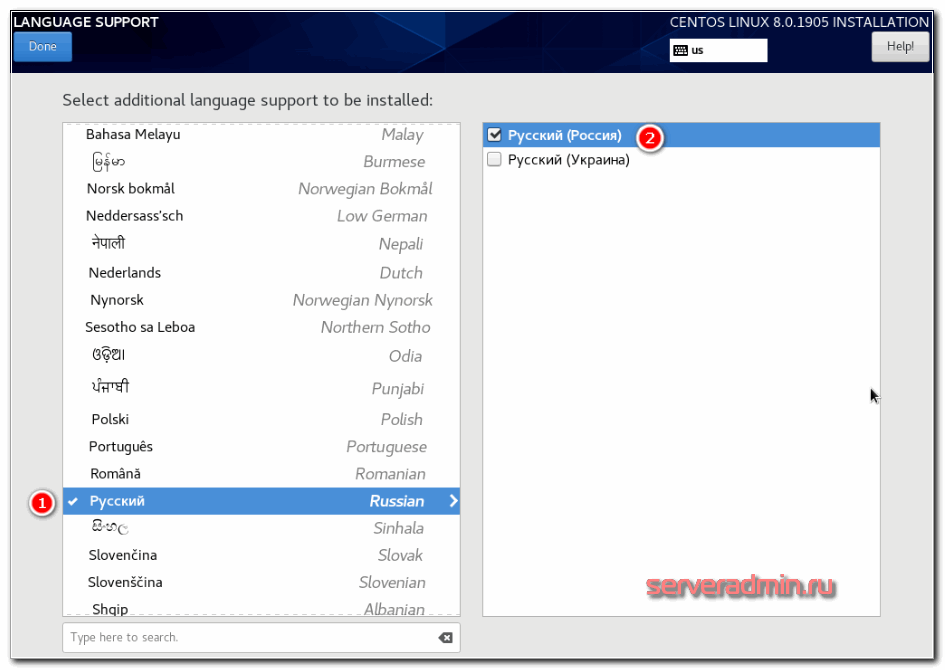 LANGUAGE SUPPORT
CENTOS LINUX 8.0.1905 INSTALLATION
Done
us
Help!
Select additional language support to be installed:
Bahasa Melayu Malay
မြန်မာ Burmese
Norsk bokmål Norwegian Bokmål
Neddersass'sch Low German
नेपाली Nepali
Nederlands Dutch
Nynorsk Norwegian Nynorsk
Sesotho sa Leboa Northern Sotho
ଓଡ଼ିଆ Odia
ਪੰਜਾਬੀ Punjabi
Polski Polish
Português Portuguese
Română Romanian
1 Русский Russian
සිංහල Sinhala
Slovenčina Slovak
Slovenščina Slovenian
Shqip Albanian
Type here to search.
Русский (Россия) 2
Русский (Украина)
serveradmin.ru